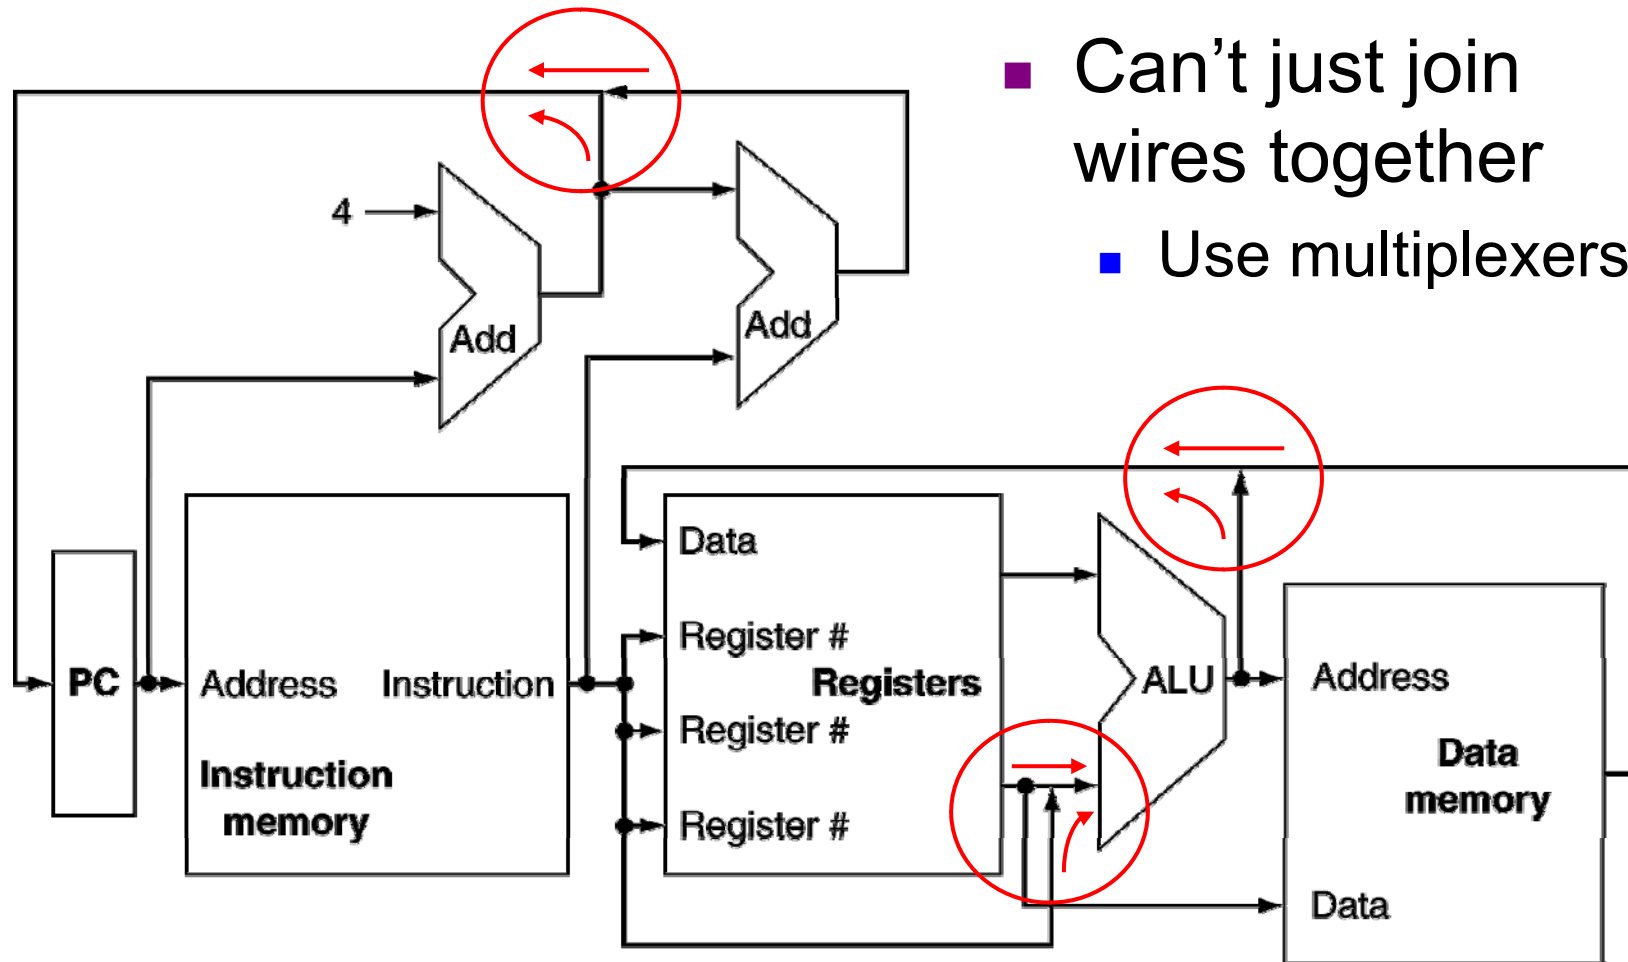 ■ Can’t just join
wires together
■ Use multiplexers
4
Add
Add
Data
Register #
PC
Address
Instruction
Registers
ALU
Address
Register #
Instruction
memory
Data
memory
Register #
Data